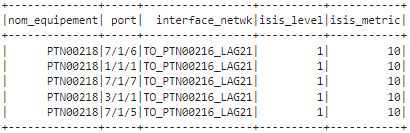 +--------------+-----+-----------------+----------+-----------+
|nom_equipement| port|  interface_netwk|isis_level|isis_metric|
+--------------+-----+-----------------+----------+-----------+
|      PTN00218|7/1/6|TO_PTN00216_LAG21|         1|         10|
|      PTN00218|1/1/1|TO_PTN00216_LAG21|         1|         10|
|      PTN00218|7/1/7|TO_PTN00216_LAG21|         1|         10|
|      PTN00218|3/1/1|TO_PTN00216_LAG21|         1|         10|
|      PTN00218|7/1/5|TO_PTN00216_LAG21|         1|         10|
+--------------+-----+-----------------+----------+-----------+